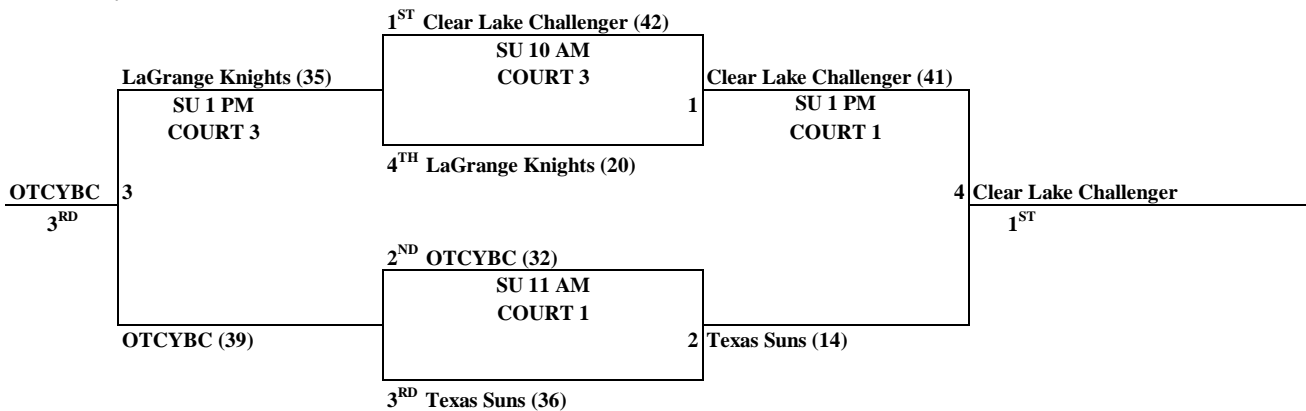 1ST Clear Lake Challenger (42)
SU 10 AM
COURT 3
LaGrange Knights (35)
Clear Lake Challenger (41)
SU 1 PM
COURT 3
1
SU 1 PM
COURT 1
4TH LaGrange Knights (20)
OTCYBC
3
3RD
4
Clear Lake Challenger
1ST
2ND OTCYBC (32)
SU 11 AM
COURT 1
OTCYBC (39)
2
Texas Suns (14)
3RD Texas Suns (36)